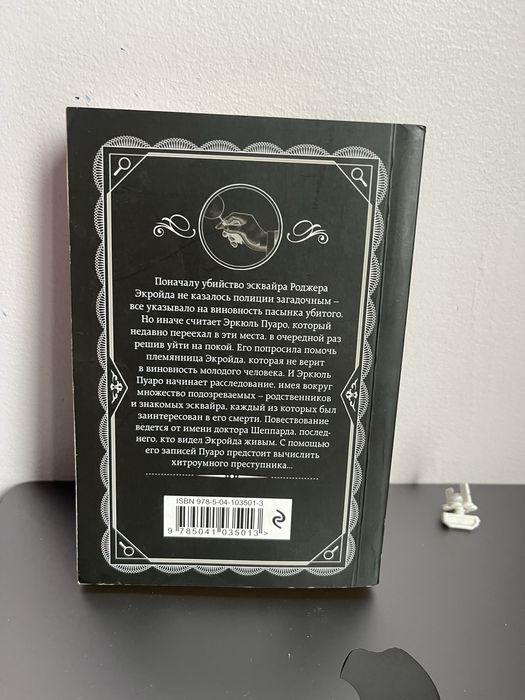 Поначалу убийство эсквайра Роджера
Экройда не казалось полиции загадочным –
все указывало на виновность пасынка убитого.
Но иначе считает Эркюль Пуаро, который
недавно переехал в эти места, в очередной раз
решив уйти на покой. Его попросила помочь
племянница Экройда, которая не верит
в виновность молодого человека. И Эркюль
Пуаро начинает расследование, имея вокруг
множество подозреваемых – родственников
и знакомых эсквайра, каждый из которых был
заинтересован в его смерти. Повествование
ведется от имени доктора Шеппарда, послед-
него, кто видел Экройда живым. С помощью
его записей Пуаро предстоит вычислить
хитроумного преступника...
ISBN 978-5-04-103501-3
9 785041 035013 >